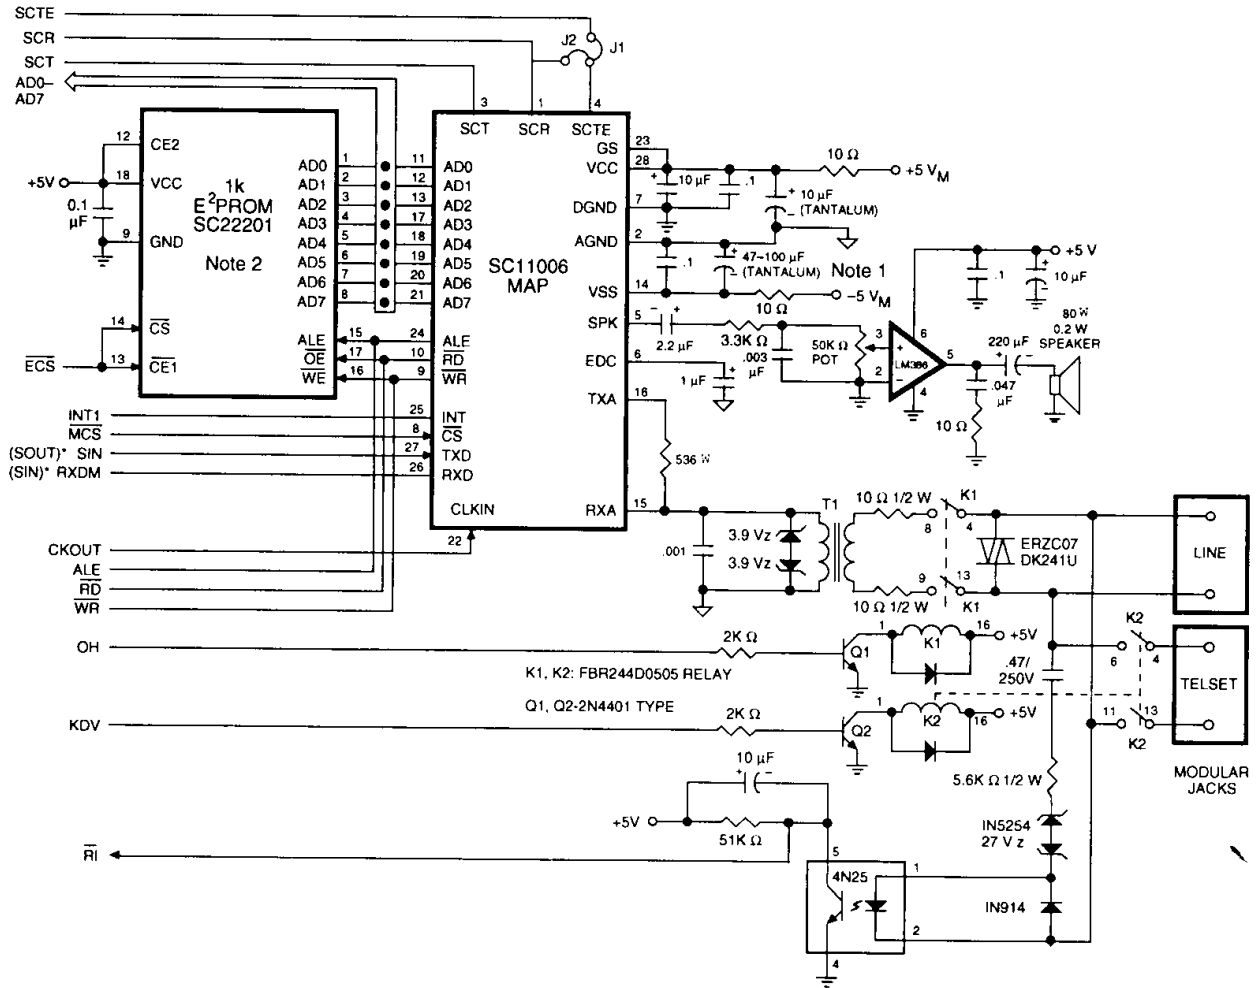 SCTE
SCR
SCT
AD0–
AD7
J2
J1
3
1
4
SCT
SCR
SCTE
12
CE2
+5V
18
VCC
0.1
µF
9
GND
1k
E²PROM
SC22201
Note 2
AD0
1
AD1
2
AD2
3
AD3
4
AD4
5
AD5
6
AD6
7
AD7
8
11
AD0
12
AD1
13
AD2
17
AD3
18
AD4
19
AD5
20
AD6
21
AD7
SC11006
MAP
GS
23
VCC
28
DGND
7
AGND
2
VSS
14
SPK
5
EDC
6
TXA
16
RXA
15
ECS
14
CS
13
CE1
ALE
15
OE
17
WE
16
24
ALE
10
RD
9
WR
INT1
25
INT
MCS
8
CS
(SOUT)* SIN
27
TXD
(SIN)* RXDM
26
RXD
CLKIN
22
CKOUT
ALE
RD
WR
10 Ω
+5 VM
+
10 µF
.1
+
10 µF
–
(TANTALUM)
.1
+
47~100 µF
–
(TANTALUM)
Note 1
10 Ω
–5 VM
– +
2.2 µF
3.3K Ω
.003
µF
50K Ω
POT
3
+
2
–
LM386
6
5
4
+5 V
.1
+
10 µF
–
80 W
0.2 W
SPEAKER
220 µF
+ –
.047
µF
10 Ω
1 µF
+
–
536 W
.001
3.9 Vz
3.9 Vz
T1
10 Ω 1/2 W
8
K1
4
9
13
K1
10 Ω 1/2 W
ERZC07
DK241U
LINE
OH
2K Ω
Q1
1
K1
16
+5V
K1, K2: FBR244D0505 RELAY
Q1, Q2-2N4401 TYPE
KDV
2K Ω
Q2
1
K2
16
+5V
.47/
250V
6
K2
4
11
13
K2
TELSET
MODULAR
JACKS
10 µF
+ –
+5V
51K Ω
RI
5.6K Ω 1/2 W
IN5254
27 V z
5
4N25
1
2
4
IN914